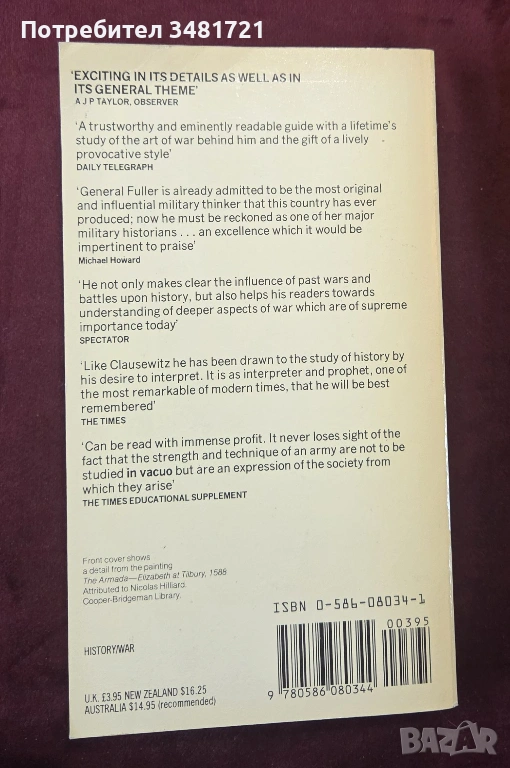 Потребител 3481721
'EXCITING IN ITS DETAILS AS WELL AS IN
ITS GENERAL THEME'
A J P TAYLOR, OBSERVER
'A trustworthy and eminently readable guide with a lifetime's
study of the art of war behind him and the gift of a lively
provocative style'
DAILY TELEGRAPH
'General Fuller is already admitted to be the most original
and influential military thinker that this country has ever
produced; now he must be reckoned as one of her major
military historians . . . an excellence which it would be
impertinent to praise'
Michael Howard
'He not only makes clear the influence of past wars and
battles upon history, but also helps his readers towards
understanding of deeper aspects of war which are of supreme
importance today'
SPECTATOR
'Like Clausewitz he has been drawn to the study of history by
his desire to interpret. It is as interpreter and prophet, one of
the most remarkable of modern times, that he will be best
remembered'
THE TIMES
'Can be read with immense profit. It never loses sight of the
fact that the strength and technique of an army are not to be
studied in vacuo but are an expression of the society from
which they arise'
THE TIMES EDUCATIONAL SUPPLEMENT
Front cover shows
a detail from the painting
The Armada—Elizabeth at Tilbury, 1588
Attributed to Nicolas Hilliard.
Cooper-Bridgeman Library.
ISBN 0-586-08034-1
00395
HISTORY/WAR
U.K. £3.95 NEW ZEALAND $16.25
AUSTRALIA $14.95 (recommended)
9 780586 080344
BAZAR